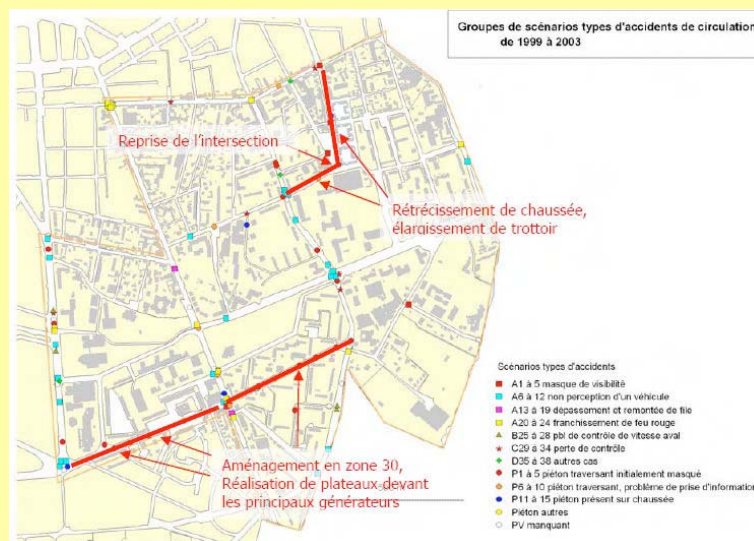 Groupes de scénarios types d'accidents de circulation
de 1999 à 2003
Reprise de l'intersection
Rétrécissement de chaussée,
élargissement de trottoir
Aménagement en zone 30,
Réalisation de plateaux devant
les principaux générateurs
Scénarios types d'accidents
A1 à 5 masque de visibilité
A6 à 12 non perception d'un véhicule
A13 à 19 dépassement et remontée de file
A20 à 24 franchissement de feu rouge
B25 à 28 pbl de contrôle de vitesse aval
C29 à 34 perte de contrôle
D35 à 38 autres cas
P1 à 5 piéton traversant initialement masqué
P6 à 10 piéton traversant, problème de prise d'information
P11 à 15 piéton présent sur chaussée
Piéton autres
PV manquant